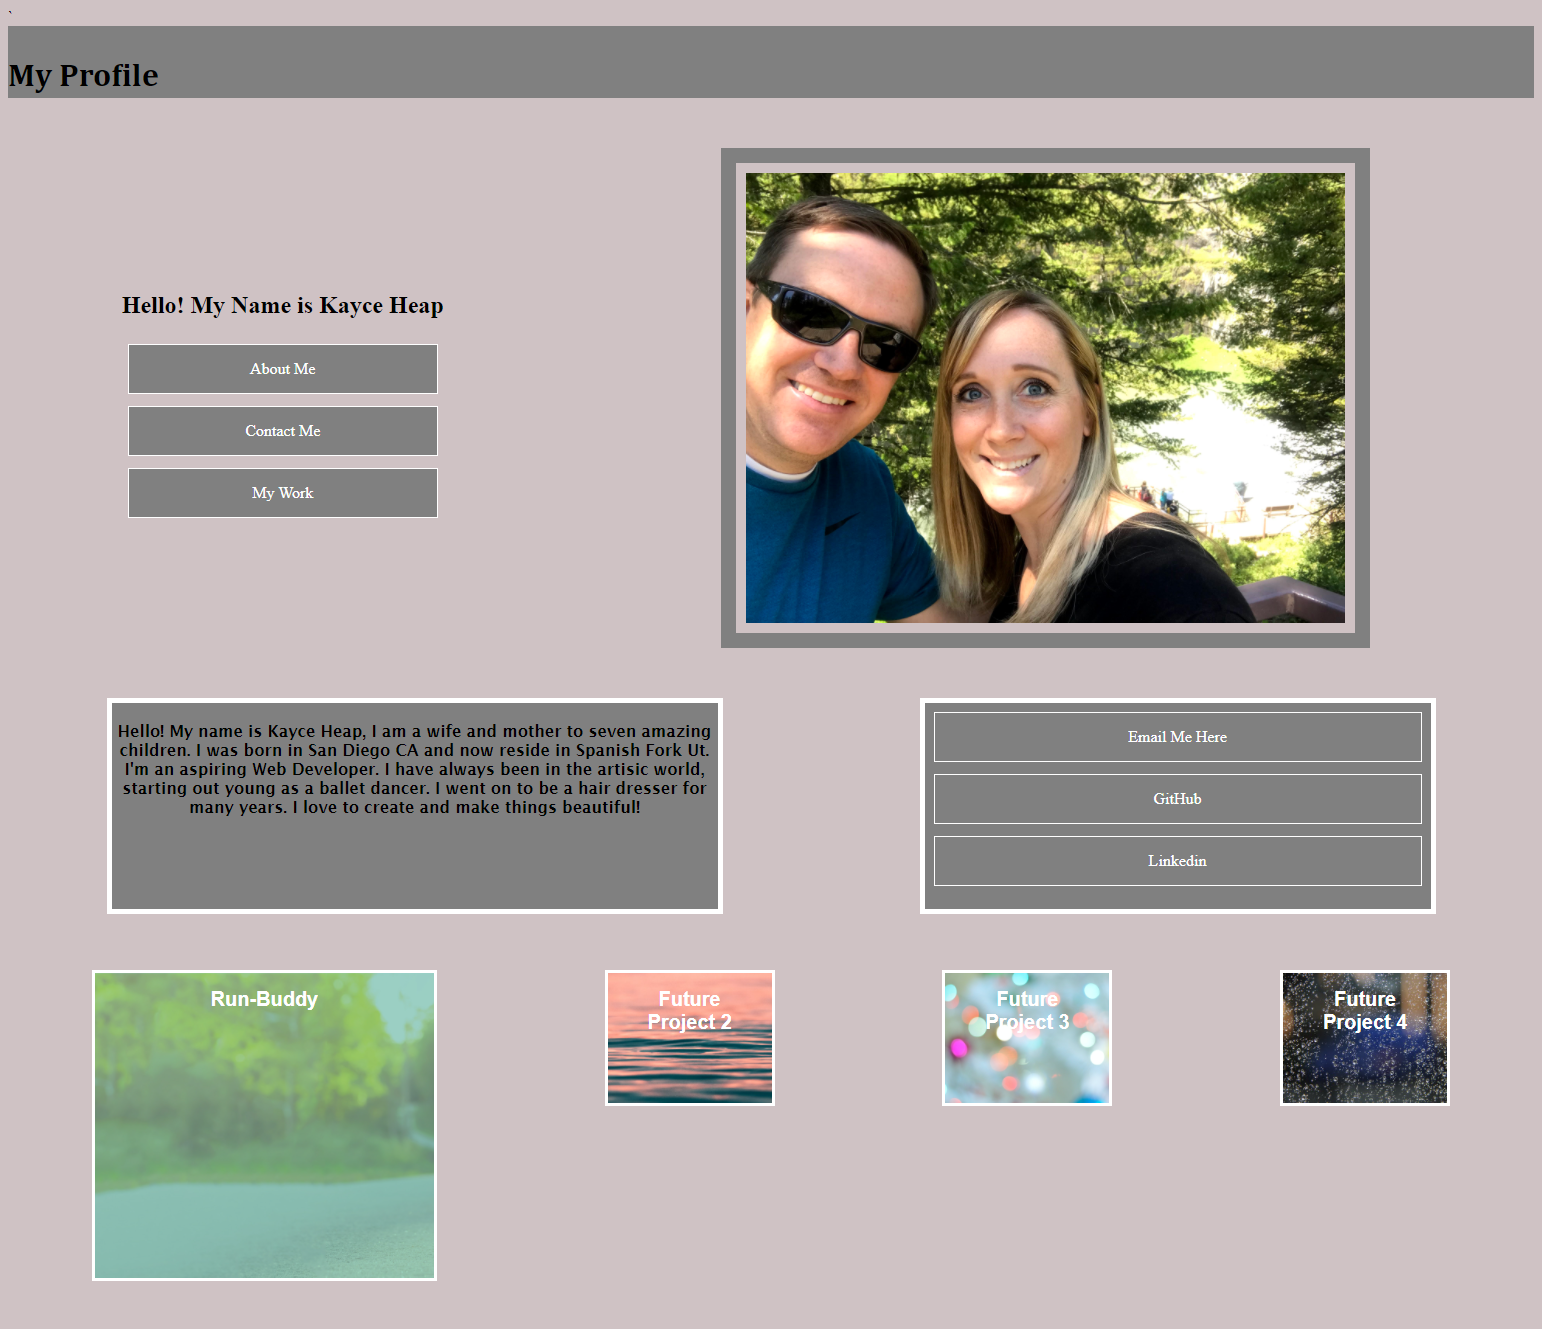 `
My Profile
Hello! My Name is Kayce Heap
About Me
Contact Me
My Work
Hello! My name is Kayce Heap, I am a wife and mother to seven amazing
children. I was born in San Diego CA and now reside in Spanish Fork Ut.
I'm an aspiring Web Developer. I have always been in the artisic world,
starting out young as a ballet dancer. I went on to be a hair dresser for
many years. I love to create and make things beautiful!
Email Me Here
GitHub
Linkedin
Run-Buddy
Future
Project 2
Future
Project 3
Future
Project 4